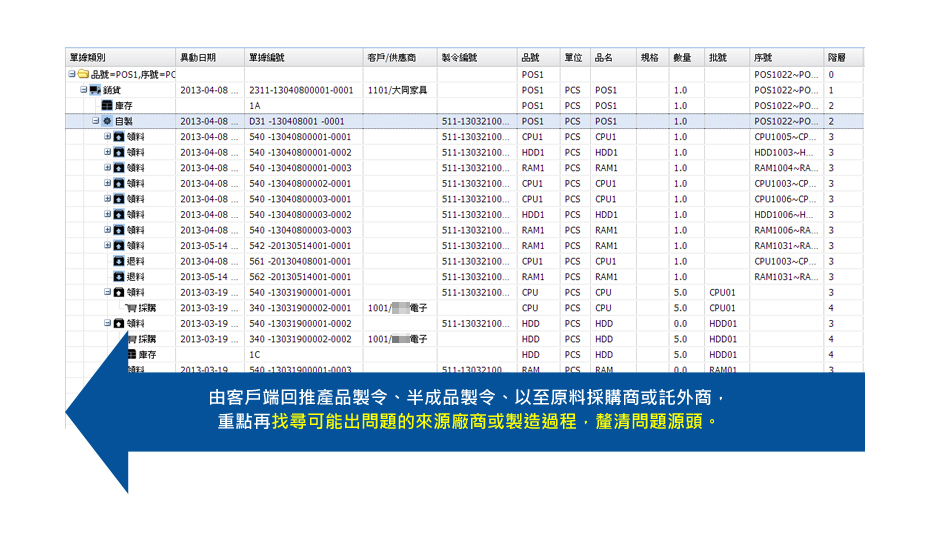 單據類別 異動日期 單據編號 客戶/供應商 製令編號 品號 單位 品名 規格 數量 批號 序號 階層
品號=POS1,序號=PC POS1 POS1022~PO... 0
銷貨 2013-04-08 ... 2311-13040800001-0001 1101/大同家具 POS1 PCS POS1 1.0 POS1022~PO... 1
庫存 1A POS1 PCS POS1 1.0 POS1022~PO... 2
自製 2013-04-08 ... D31 -130408001 -0001 511-13032100... POS1 PCS POS1 1.0 POS1022~PO... 2
領料 2013-04-08 ... 540 -13040800001-0001 511-13032100... CPU1 PCS CPU1 1.0 CPU1005~CP... 3
領料 2013-04-08 ... 540 -13040800001-0002 511-13032100... HDD1 PCS HDD1 1.0 HDD1003~H... 3
領料 2013-04-08 ... 540 -13040800001-0003 511-13032100... RAM1 PCS RAM1 1.0 RAM1004~RA... 3
領料 2013-04-08 ... 540 -13040800002-0001 511-13032100... CPU1 PCS CPU1 1.0 CPU1003~CP... 3
領料 2013-04-08 ... 540 -13040800003-0001 511-13032100... CPU1 PCS CPU1 1.0 CPU1006~CP... 3
領料 2013-04-08 ... 540 -13040800003-0002 511-13032100... HDD1 PCS HDD1 1.0 HDD1006~H... 3
領料 2013-04-08 ... 540 -13040800003-0003 511-13032100... RAM1 PCS RAM1 1.0 RAM1006~RA... 3
領料 2013-05-14 ... 542 -20130514001-0001 511-13032100... RAM1 PCS RAM1 1.0 RAM1031~RA... 3
退料 2013-04-08 ... 561 -20130408001-0001 511-13032100... CPU1 PCS CPU1 1.0 CPU1003~CP... 3
退料 2013-05-14 ... 562 -20130514001-0001 511-13032100... RAM1 PCS RAM1 1.0 RAM1031~RA... 3
領料 2013-03-19 ... 540 -13031900001-0001 511-13032100... CPU PCS CPU 5.0 CPU01 3
採購 2013-03-19 ... 340 -13031900002-0001 1001/電子 CPU PCS CPU 5.0 CPU01 4
領料 2013-03-19 ... 540 -13031900001-0002 511-13032100... HDD PCS HDD 0.0 HDD01 3
採購 2013-03-19 ... 340 -13031900002-0002 1001/電子 HDD PCS HDD 5.0 HDD01 4
庫存 1C HDD PCS HDD 5.0 HDD01 4
領料 2013-03-19 ... 540 -13031900001-0003 511-13032100... RAM PCS RAM 0.0 RAM01 3
由客戶端回推產品製令、半成品製令、以至原料採購商或託外商，
重點再找尋可能出問題的來源廠商或製造過程，釐清問題源頭。